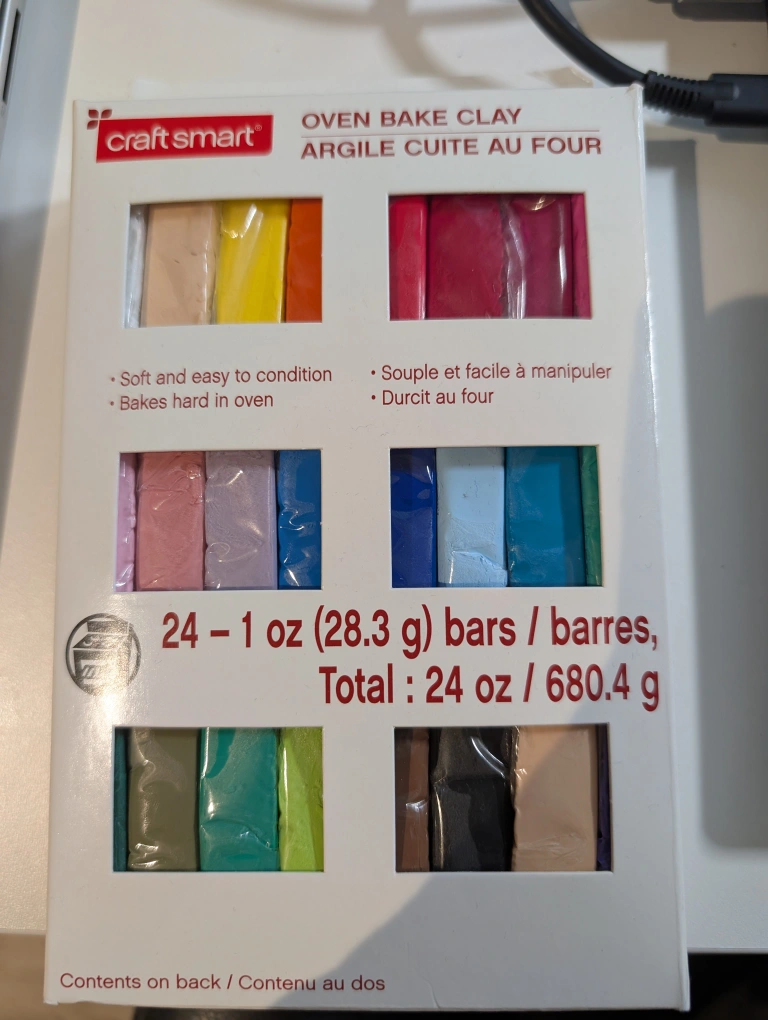 craft smart®
OVEN BAKE CLAY
ARGILE CUITE AU FOUR
• Soft and easy to condition
• Bakes hard in oven
• Souple et facile à manipuler
• Durcit au four
24 – 1 oz (28.3 g) bars / barres,
Total : 24 oz / 680.4 g
Contents on back / Contenu au dos